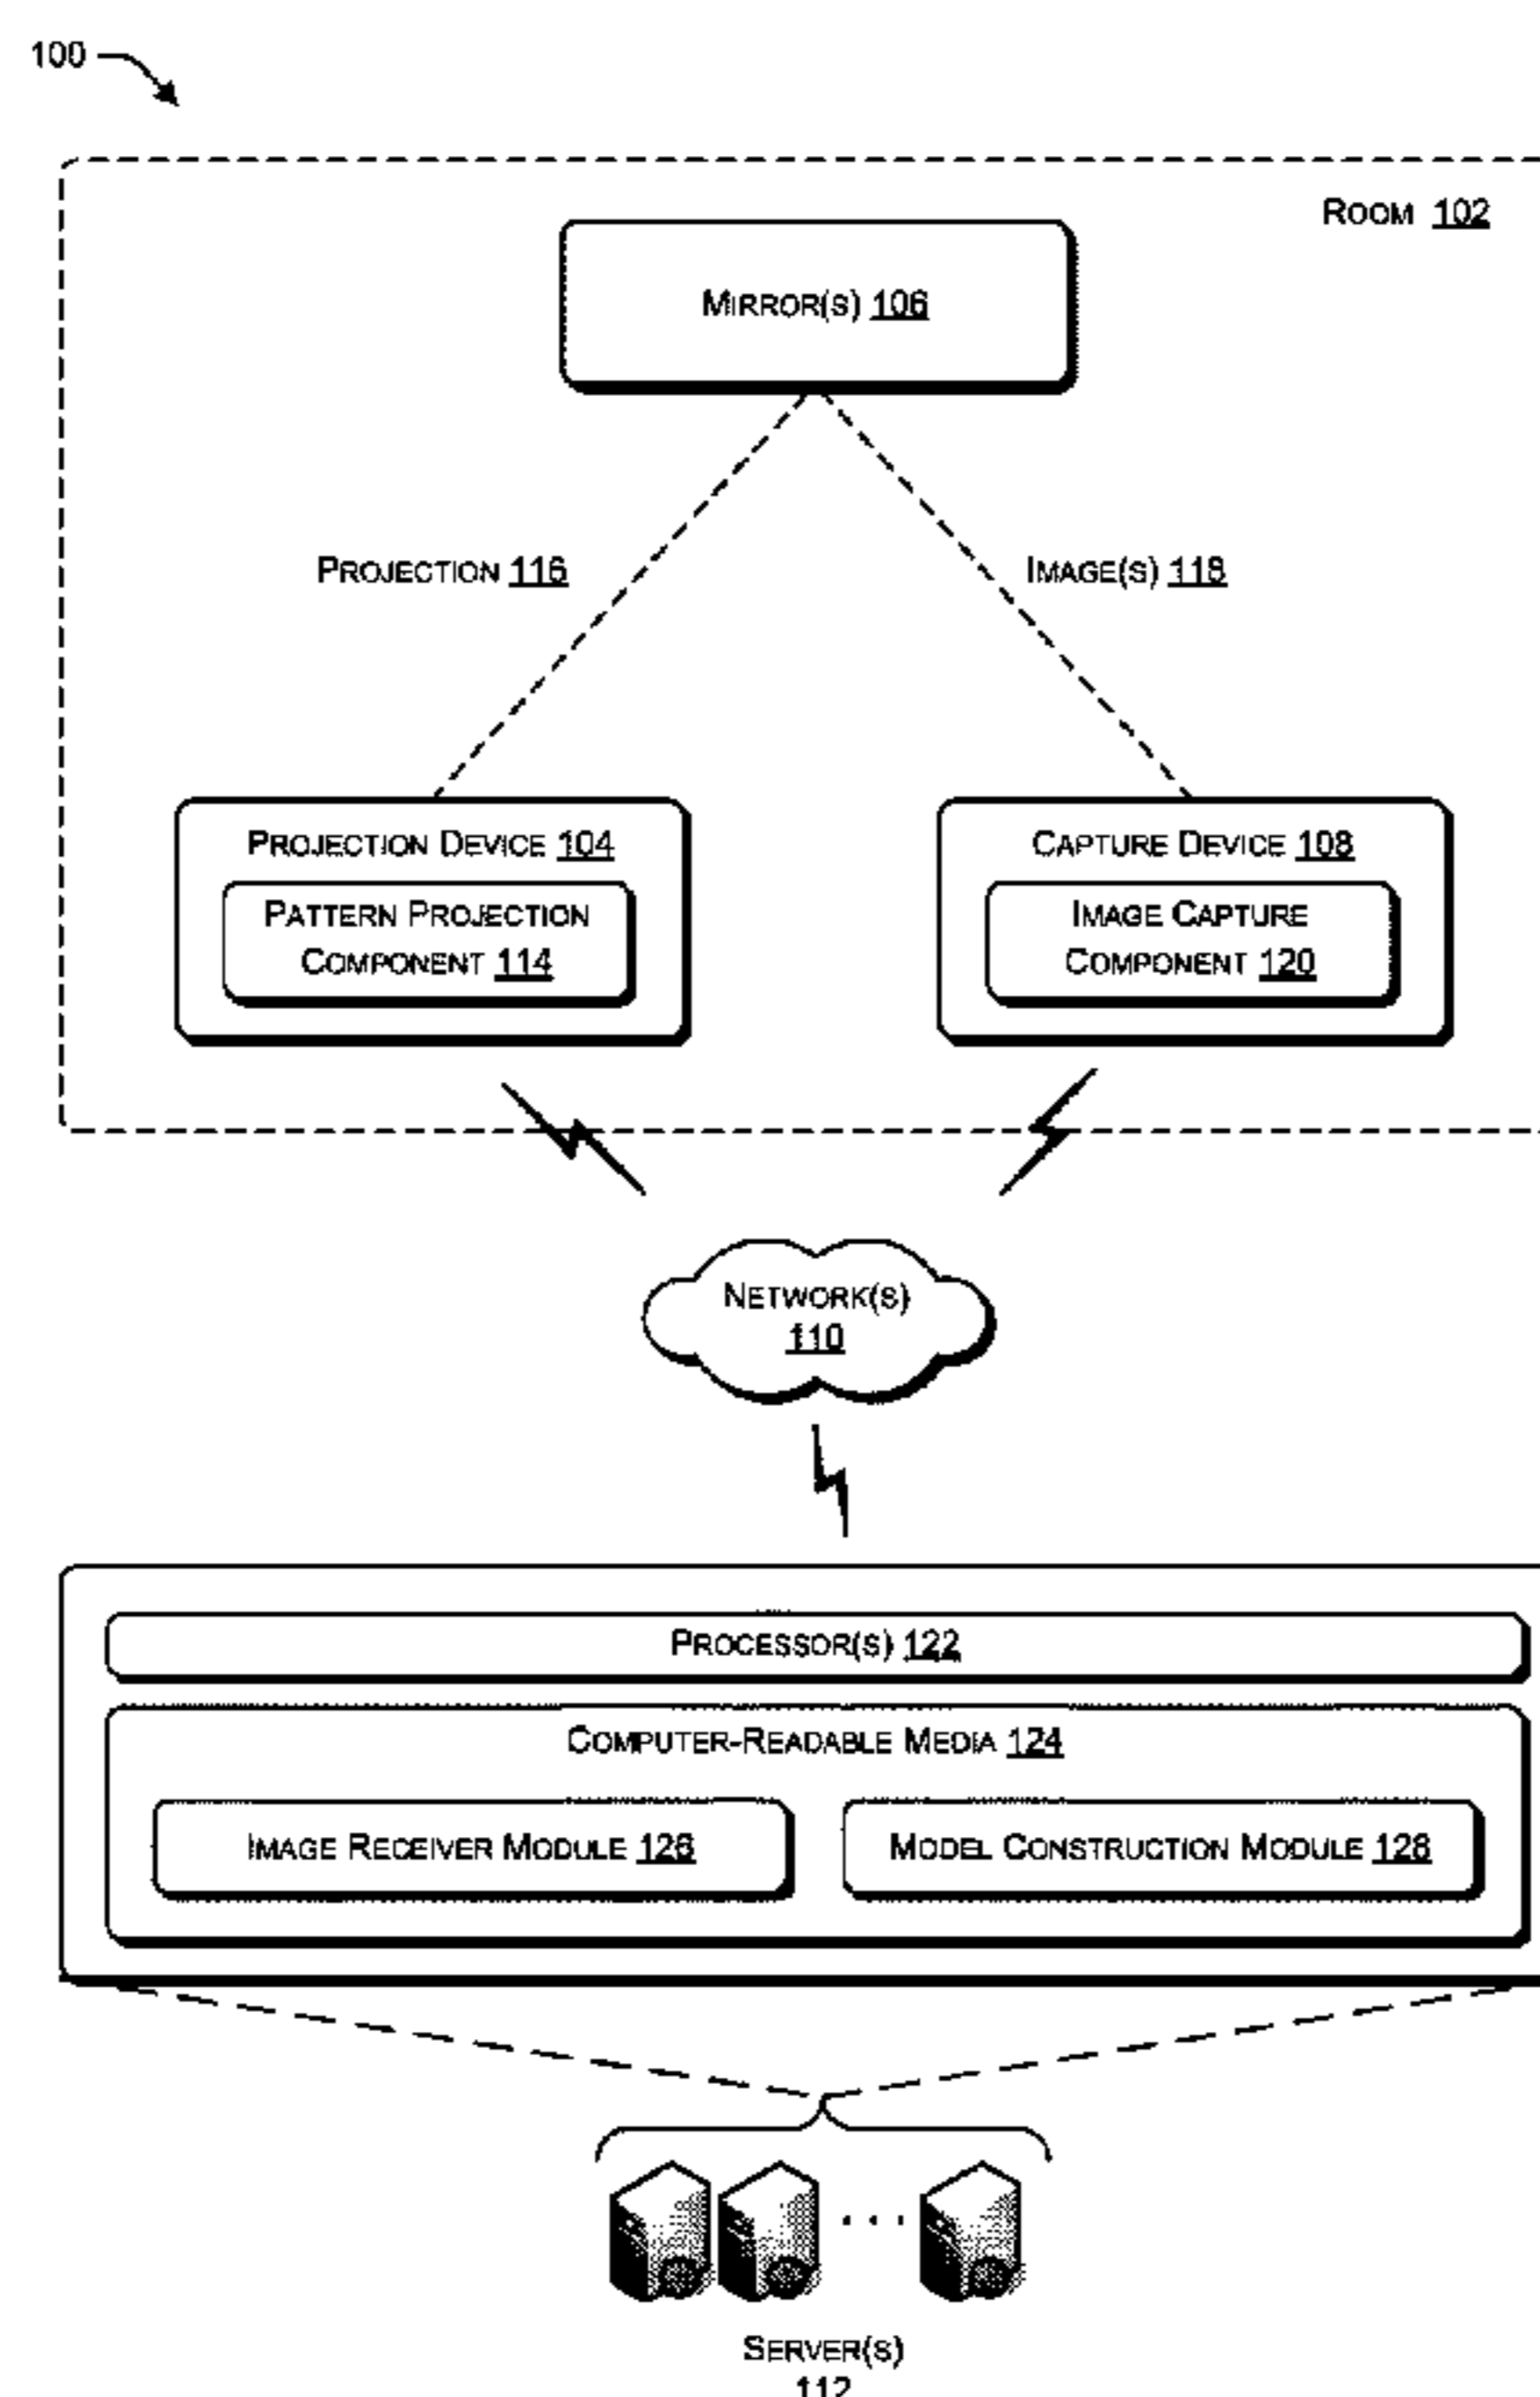 100
ROOM 102
MIRROR(S) 106
PROJECTION 116
IMAGE(S) 118
PROJECTION DEVICE 104
PATTERN PROJECTION
COMPONENT 114
CAPTURE DEVICE 108
IMAGE CAPTURE
COMPONENT 120
NETWORK(S)
110
PROCESSOR(S) 122
COMPUTER-READABLE MEDIA 124
IMAGE RECEIVER MODULE 126
MODEL CONSTRUCTION MODULE 128
SERVER(S)
112